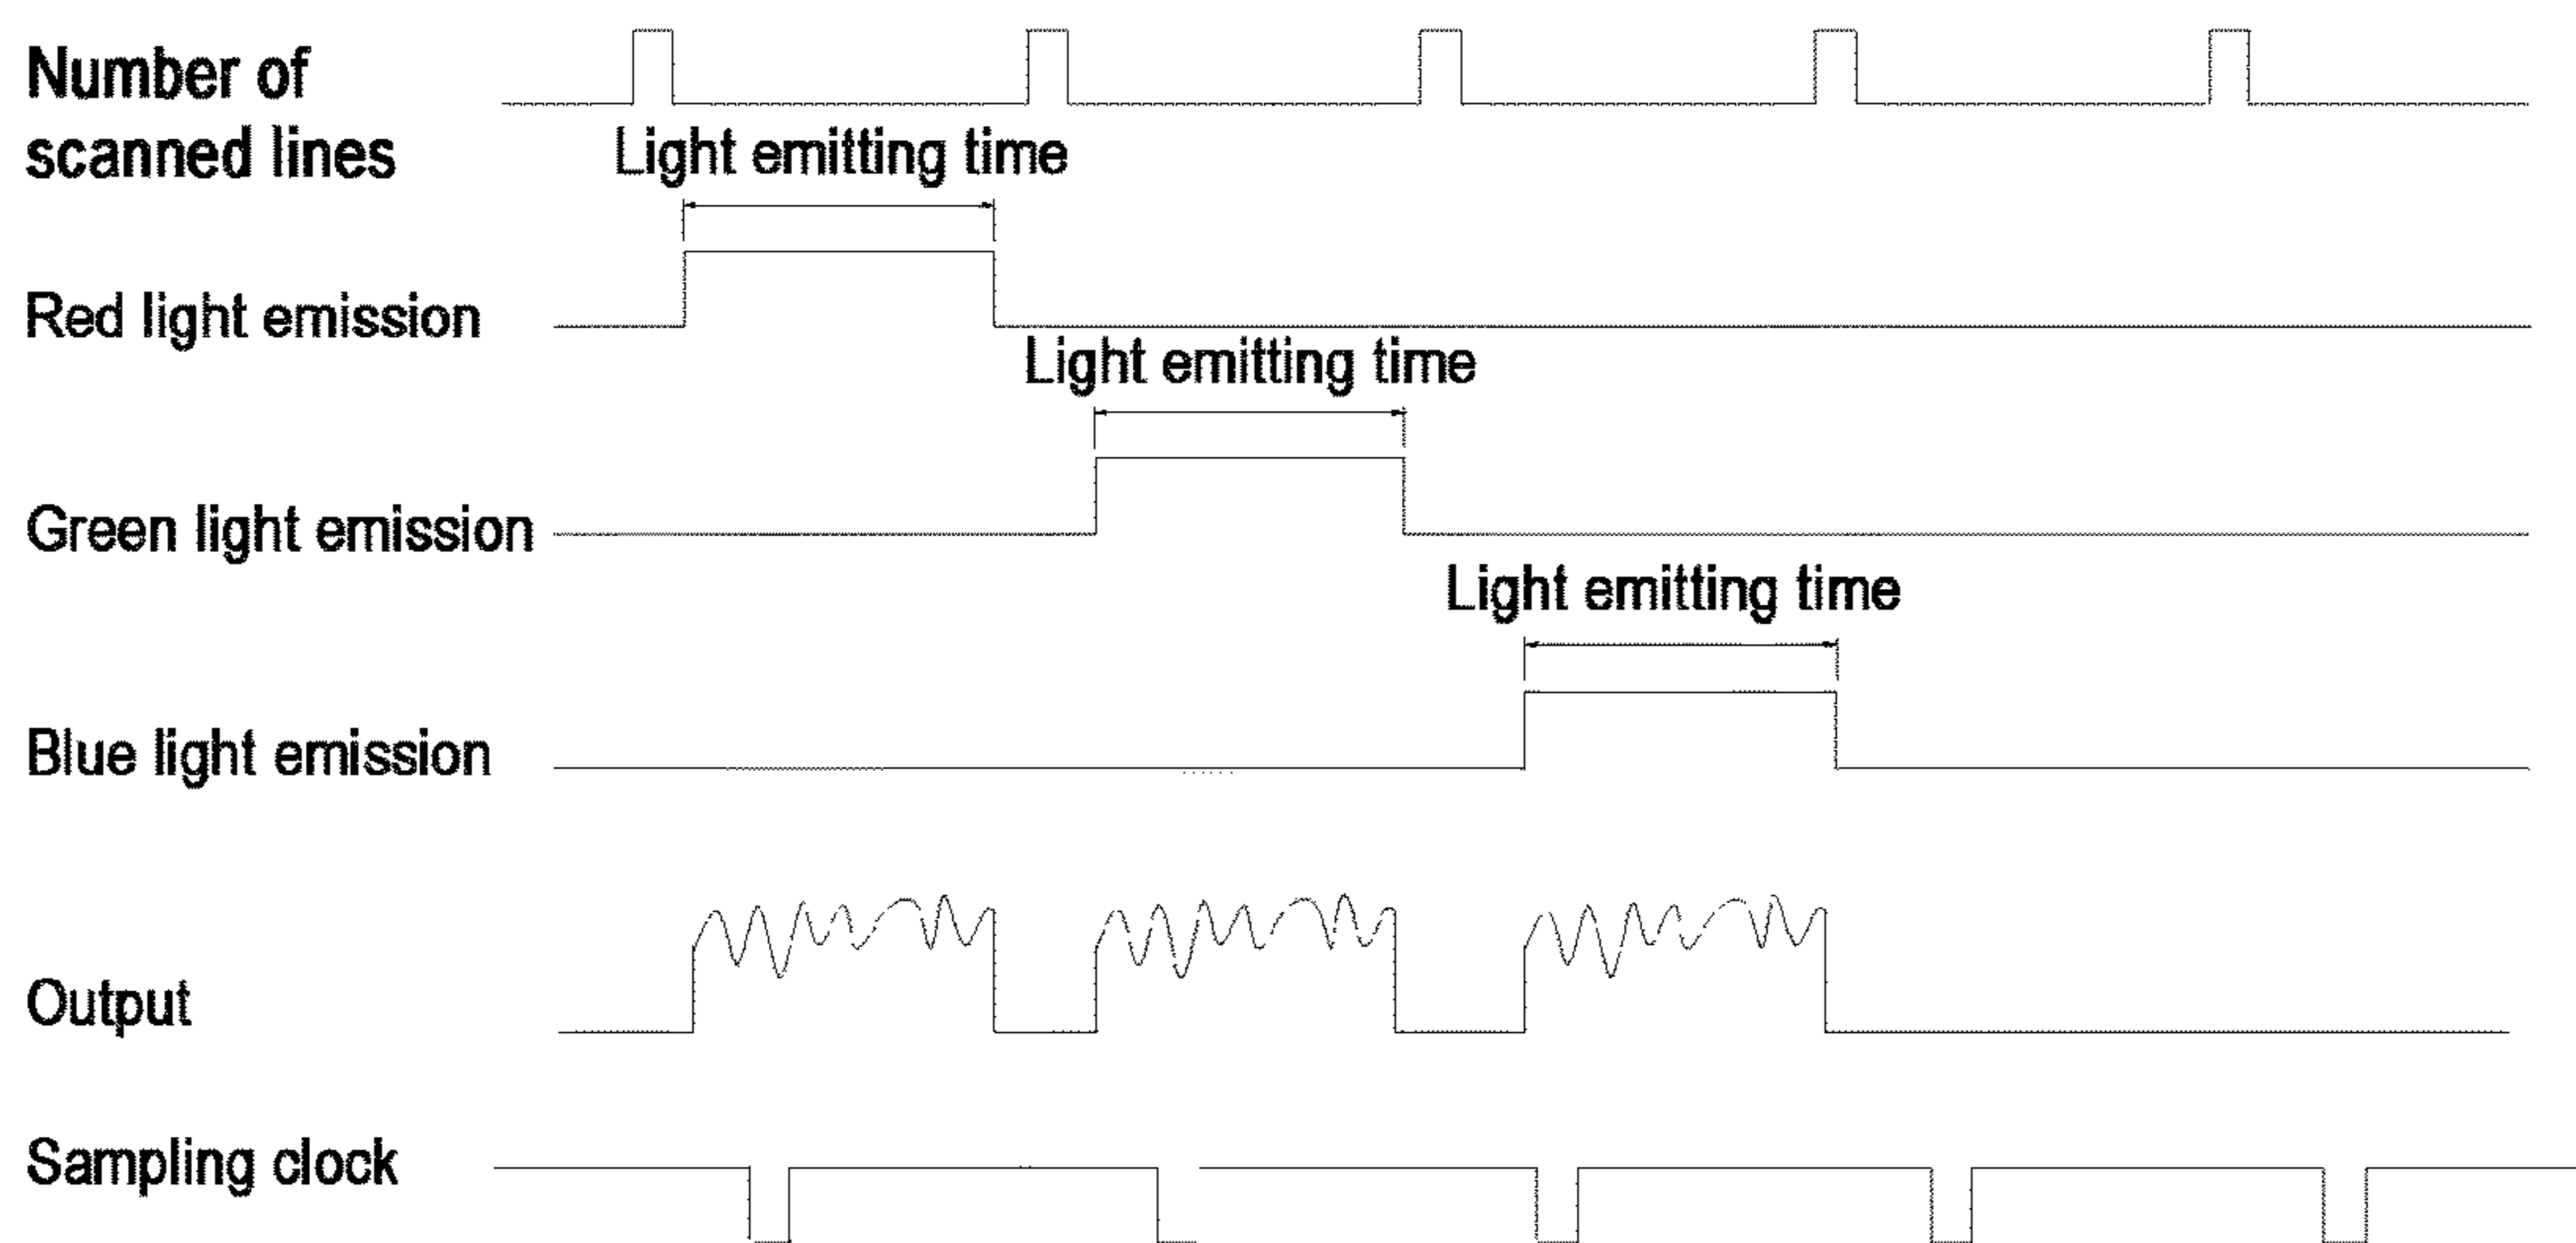 Number of
scanned lines
Light emitting time
Red light emission
Light emitting time
Green light emission
Light emitting time
Blue light emission
Output
Sampling clock